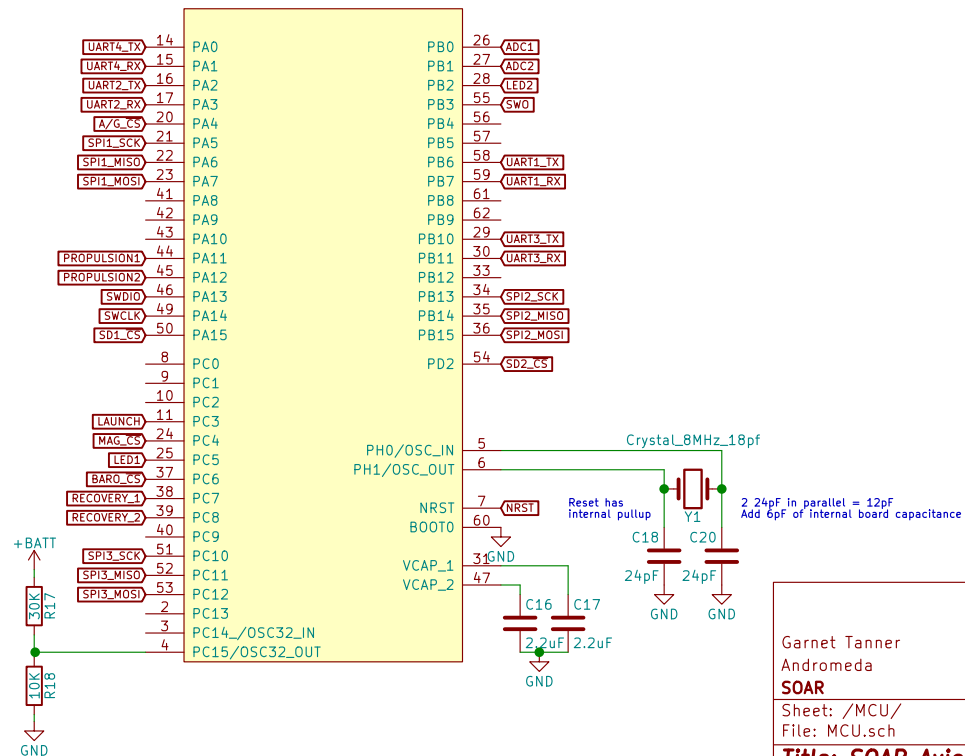 UART4_TX 14 PA0 PB0 26 ADC1
UART4_RX 15 PA1 PB1 27 ADC2
UART2_TX 16 PA2 PB2 28 LED2
UART2_RX 17 PA3 PB3 55 SWO
A/G_CS 20 PA4 PB4 56
SPI1_SCK 21 PA5 PB5 57
SPI1_MISO 22 PA6 PB6 58 UART1_TX
SPI1_MOSI 23 PA7 PB7 59 UART1_RX
41 PA8 PB8 61
42 PA9 PB9 62
43 PA10 PB10 29 UART3_TX
PROPULSION1 44 PA11 PB11 30 UART3_RX
PROPULSION2 45 PA12 PB12 33
SWDIO 46 PA13 PB13 34 SPI2_SCK
SWCLK 49 PA14 PB14 35 SPI2_MISO
SD1_CS 50 PA15 PB15 36 SPI2_MOSI
8 PC0 PD2 54 SD2_CS
9 PC1
10 PC2
LAUNCH 11 PC3
MAG_CS 24 PC4
LED1 25 PC5
BARO_CS 37 PC6
RECOVERY_1 38 PC7
RECOVERY_2 39 PC8
40 PC9
SPI3_SCK 51 PC10
SPI3_MISO 52 PC11
SPI3_MOSI 53 PC12
2 PC13
3 PC14_/OSC32_IN
4 PC15/OSC32_OUT
PH0/OSC_IN 5
PH1/OSC_OUT 6
NRST 7 NRST
BOOT0 60
GND
VCAP_1 31
VCAP_2 47
Crystal_8MHz_18pf
Y1
Reset has
internal pullup
2 24pF in parallel = 12pF
Add 6pF of internal board capacitance
C18 C20
24pF 24pF
GND GND
C16 C17
2.2uF 2.2uF
GND
+BATT
30K R17
10K R18
GND
Garnet Tanner
Andromeda
SOAR
Sheet: /MCU/
File: MCU.sch